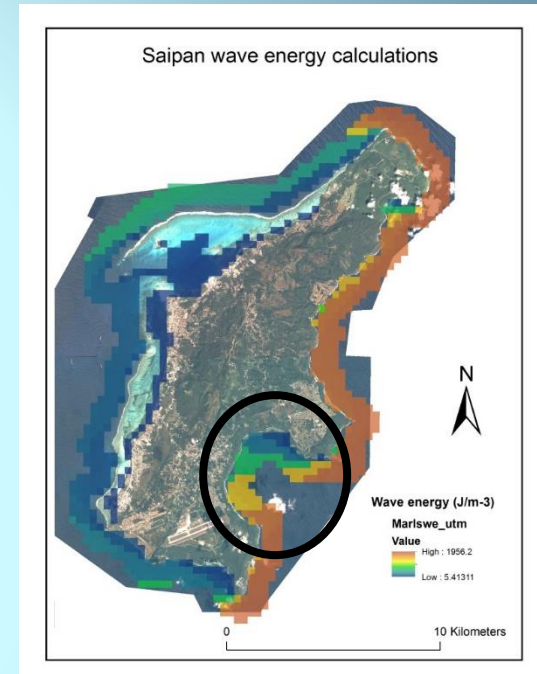 Saipan wave energy calculations
N
Wave energy (J/m-3)
Marlswe_utm
Value
High : 1956.2
Low : 5.41311
0
10 Kilometers